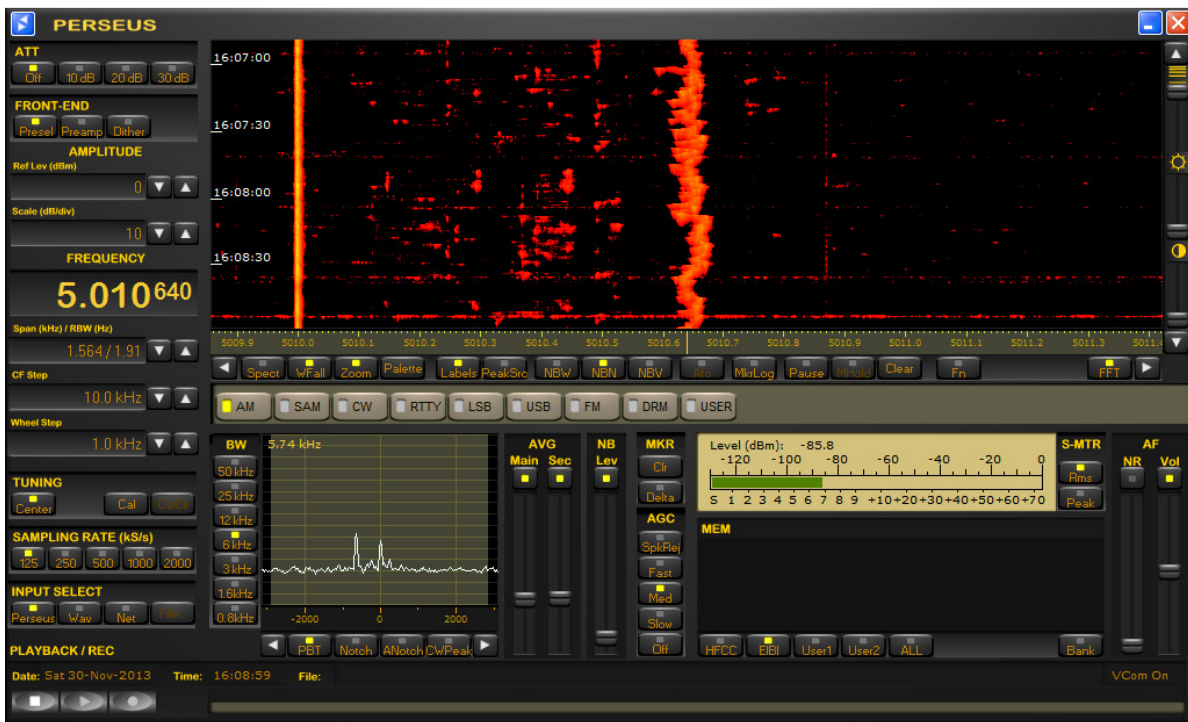 PERSEUS
ATT
Off 10 dB 20 dB 30 dB
FRONT-END
Presel Preamp Dither
AMPLITUDE
Ref Lev (dBm)
0
Scale (dB/div)
10
FREQUENCY
5.010640
Span (kHz) / RBW (Hz)
1.564 / 1.91
CF Step
10.0 kHz
Wheel Step
1.0 kHz
TUNING
Center Cal CalClr
SAMPLING RATE (kS/s)
125 250 500 1000 2000
INPUT SELECT
Perseus Wav Net File..
PLAYBACK / REC
16:07:00
16:07:30
16:08:00
16:08:30
5009.9 5010.0 5010.1 5010.2 5010.3 5010.4 5010.5 5010.6 5010.7 5010.8 5010.9 5011.0 5011.1 5011.2 5011.3 5011.4
Spect WFall Zoom Palette Labels PeakSrc NBW NBN NBV Afc MkrLog Pause MHold Clear Fn FFT
AM SAM CW RTTY LSB USB FM DRM USER
BW
50 kHz
25 kHz
12 kHz
6 kHz
3 kHz
1.6kHz
0.8kHz
5.74 kHz
-2000 0 2000
PBT Notch ANotch CWPeak
AVG
Main Sec
NB
Lev
MKR
Clr
Delta
AGC
SpkRej
Fast
Med
Slow
Off
Level (dBm): -85.8
-120 -100 -80 -60 -40 -20 0
S 1 2 3 4 5 6 7 8 9 +10+20+30+40+50+60+70
S-MTR
Rms
Peak
AF
NR Vol
MEM
HFCC EIBI User1 User2 ALL Bank
Date: Sat 30-Nov-2013 Time: 16:08:59 File: VCom On